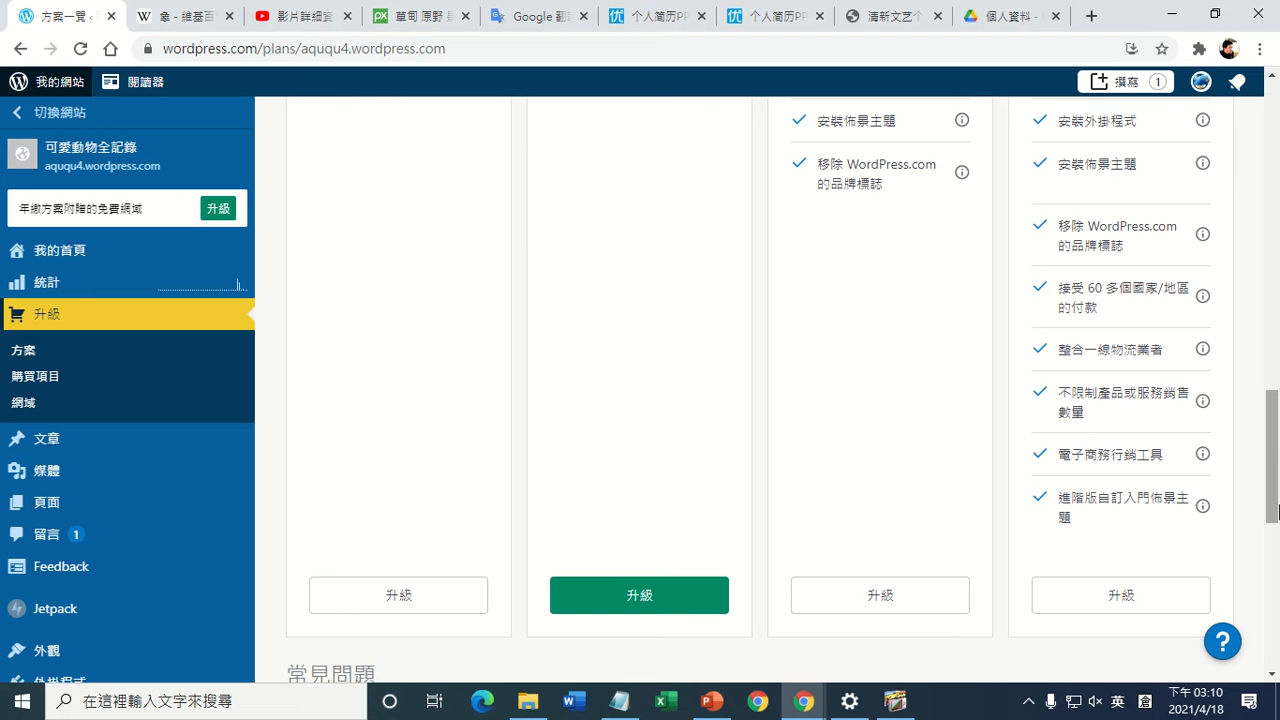 方案一覽
象 - 維基百
影片詳細資
草甸 原野
Google 翻譯
个人简历PP
个人简历PP
清新文艺个
個人資料 -
wordpress.com/plans/aququ4.wordpress.com
我的網站
閱讀器
撰寫 1
切換網站
可愛動物全記錄
aququ4.wordpress.com
年繳方案附贈的免費網域
升級
我的首頁
統計
升級
方案
購買項目
網域
文章
媒體
頁面
留言 1
Feedback
Jetpack
外觀
外掛程式
安裝佈景主題
移除 WordPress.com
的品牌標誌
安裝外掛程式
安裝佈景主題
移除 WordPress.com
的品牌標誌
接受 60 多個國家/地區
的付款
整合一線物流業者
不限制產品或服務銷售
數量
電子商務行銷工具
進階版自訂入門佈景主
題
升級
升級
升級
升級
常見問題
在這裡輸入文字來搜尋
英
倉
下午 03:10
2021/4/18